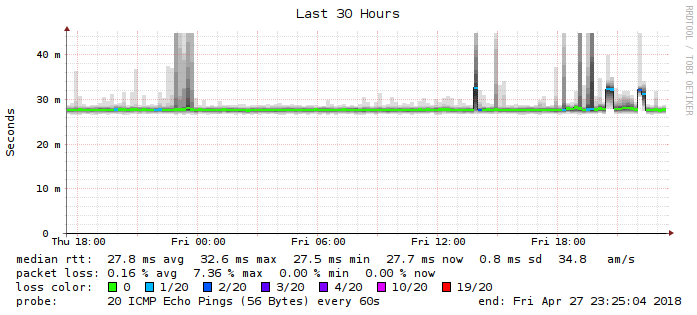 Last 30 Hours
RRDTOOL / TOBI OETIKER
Seconds
40 m
30 m
20 m
10 m
0
Thu 18:00 Fri 00:00 Fri 06:00 Fri 12:00 Fri 18:00
median rtt: 27.8 ms avg 32.6 ms max 27.5 ms min 27.7 ms now 0.8 ms sd 34.8 am/s
packet loss: 0.16 % avg 7.36 % max 0.00 % min 0.00 % now
loss color: 0 1/20 2/20 3/20 4/20 10/20 19/20
probe: 20 ICMP Echo Pings (56 Bytes) every 60s end: Fri Apr 27 23:25:04 2018